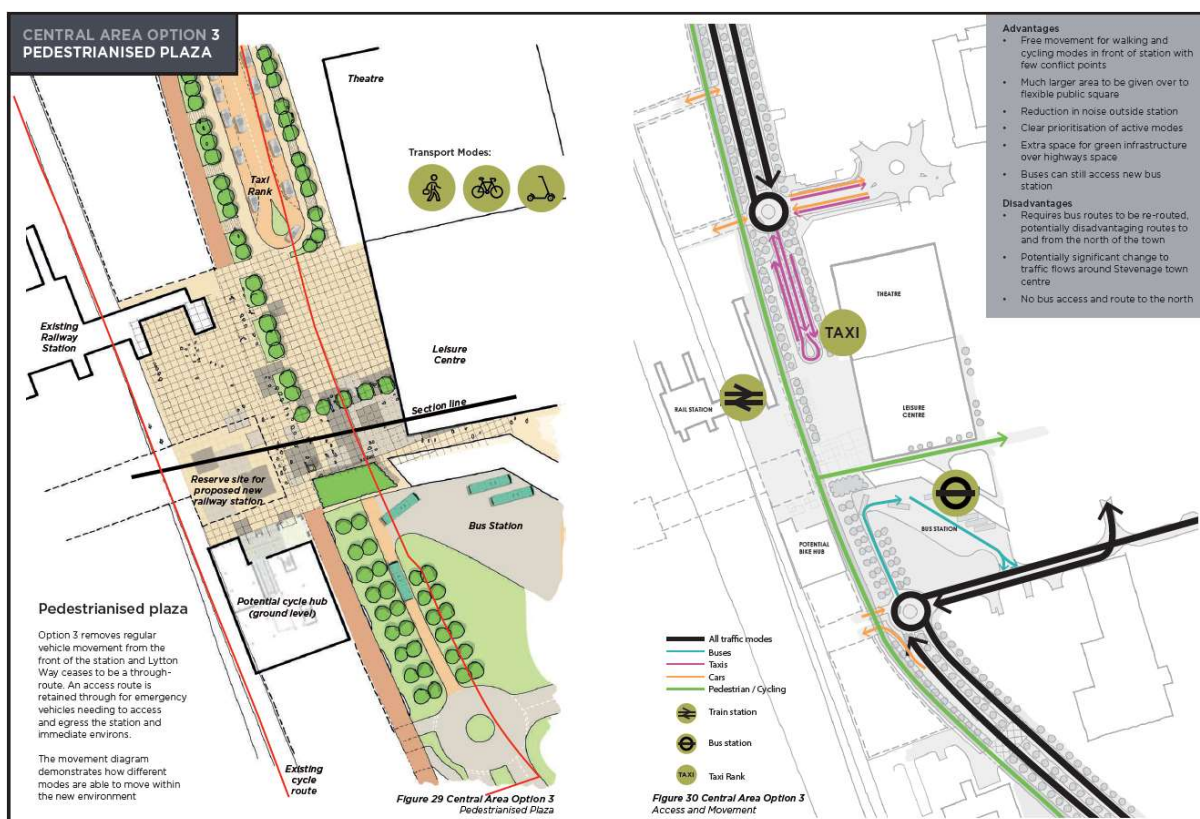 CENTRAL AREA OPTION 3
PEDESTRIANISED PLAZA
Theatre
Transport Modes:
Taxi
Rank
Existing
Railway
Station
Leisure
Centre
Section line
Reserve site for
proposed new
railway station
Bus Station
Potential cycle hub
(ground level)
Pedestrianised plaza
Option 3 removes regular
vehicle movement from the
front of the station and Lytton
Way ceases to be a through-
route. An access route is
retained through for emergency
vehicles needing to access
and egress the station and
immediate environs.
The movement diagram
demonstrates how different
modes are able to move within
the new environment
Existing
cycle
route
Figure 29 Central Area Option 3
Pedestrianised Plaza
THEATRE
TAXI
RAIL STATION
LEISURE
CENTRE
BUS STATION
POTENTIAL
BIKE HUB
All traffic modes
Buses
Taxis
Cars
Pedestrian / Cycling
Train station
Bus station
TAXI
Taxi Rank
Figure 30 Central Area Option 3
Access and Movement
Advantages
• Free movement for walking and
cycling modes in front of station with
few conflict points
• Much larger area to be given over to
flexible public square
• Reduction in noise outside station
• Clear prioritisation of active modes
• Extra space for green infrastructure
over highways space
• Buses can still access new bus
station
Disadvantages
• Requires bus routes to be re-routed,
potentially disadvantaging routes to
and from the north of the town
• Potentially significant change to
traffic flows around Stevenage town
centre
• No bus access and route to the north